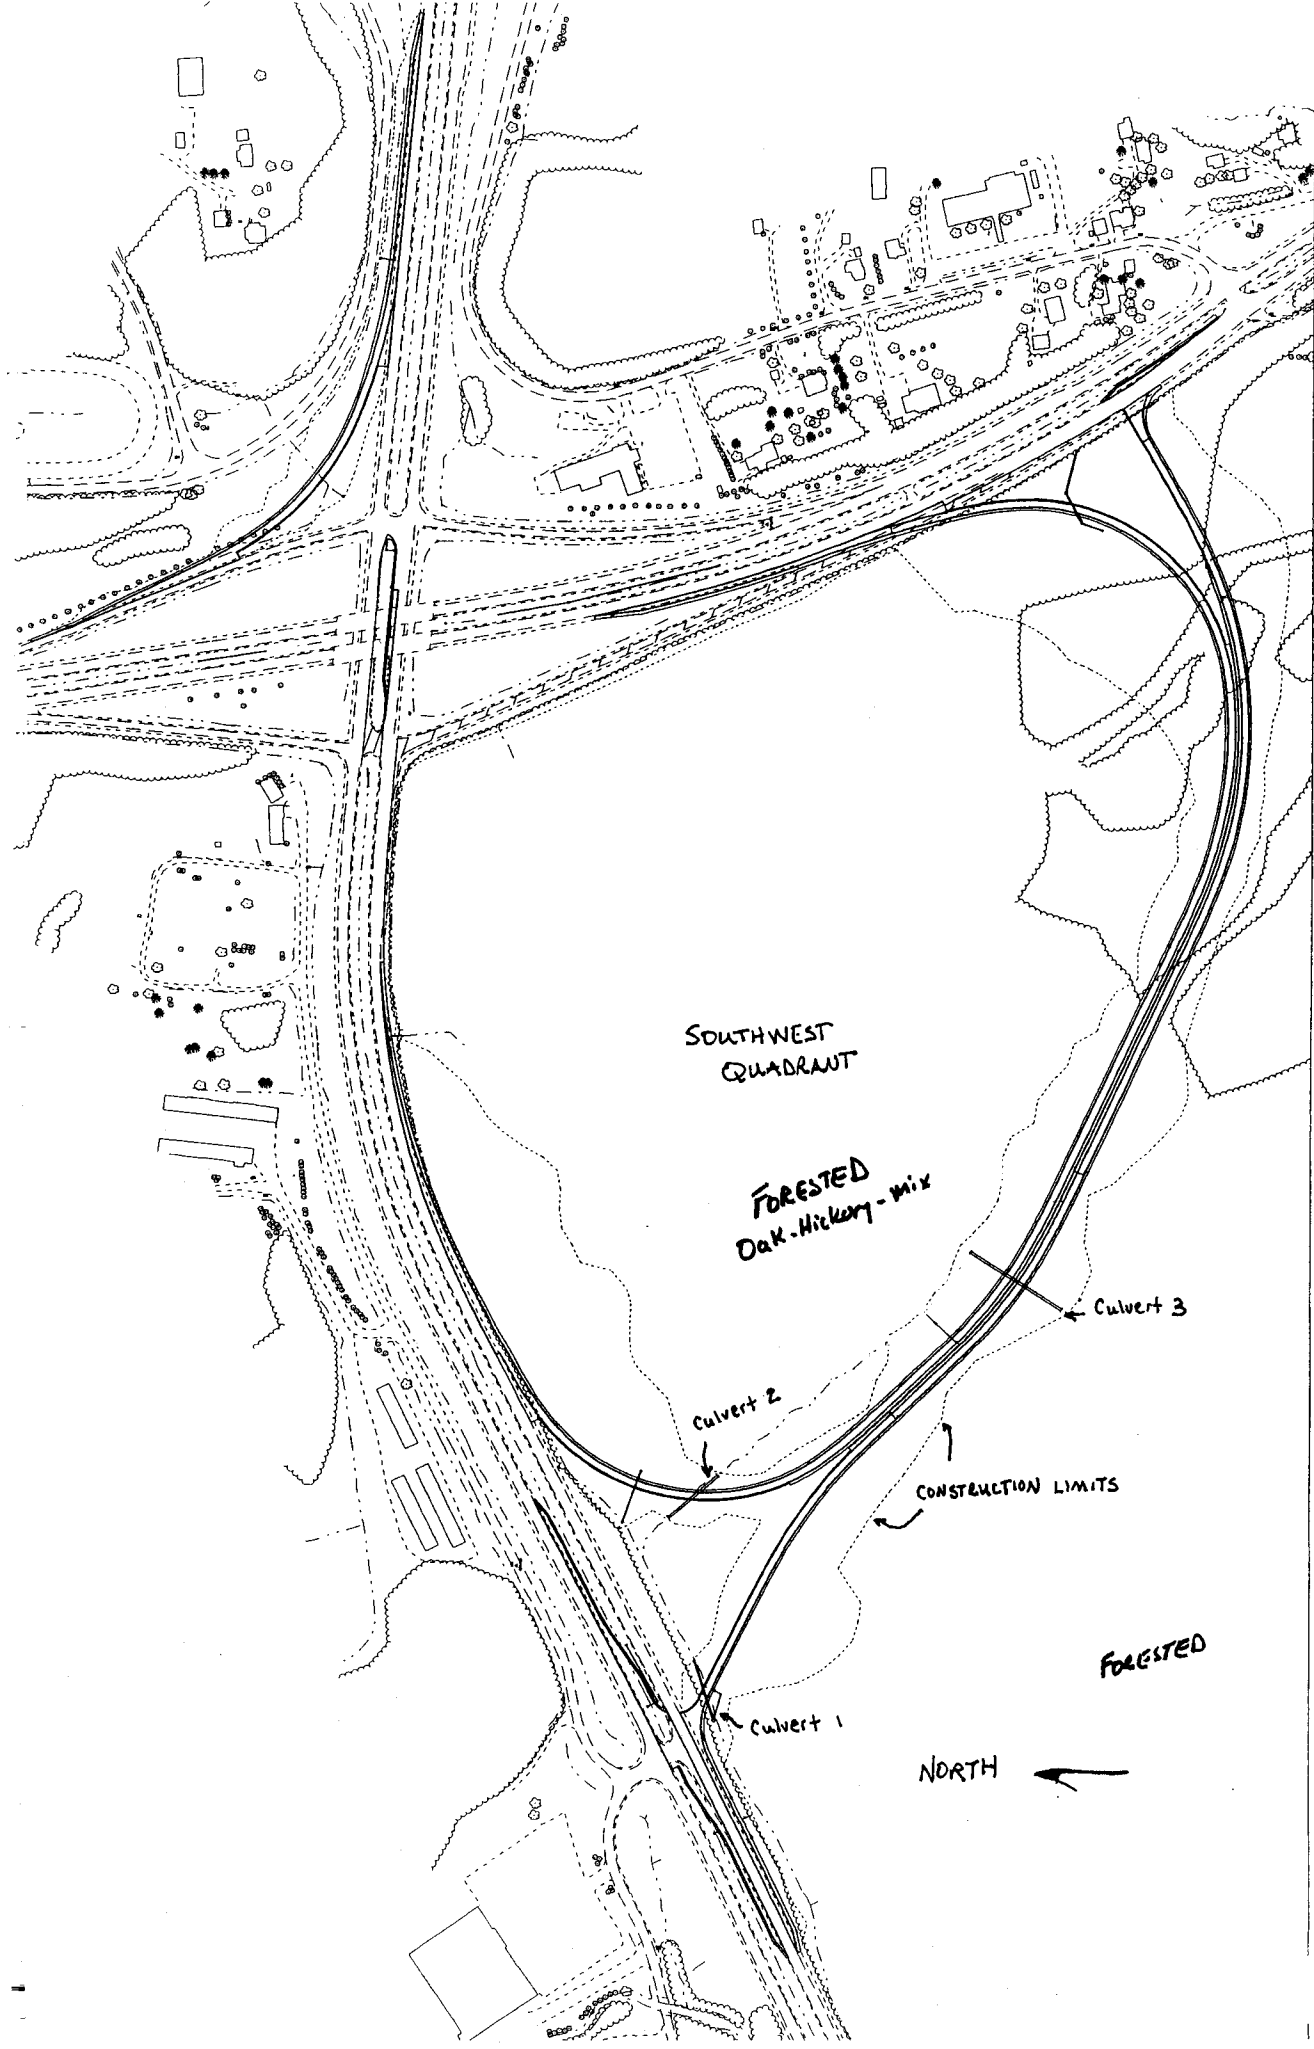 SOUTHWEST
QUADRANT
FORESTED
Oak-Hickory-mix
Culvert 3
Culvert 2
CONSTRUCTION LIMITS
FORESTED
Culvert 1
NORTH